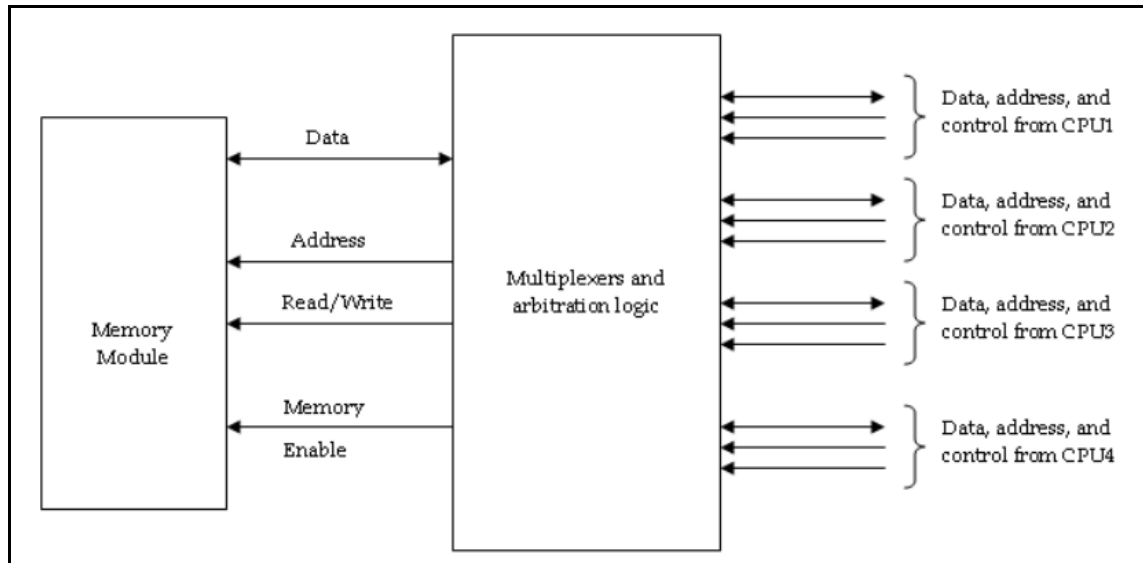 Memory
Module
Data
Address
Read/Write
Memory
Enable
Multiplexers and
arbitration logic
Data, address, and
control from CPU1
Data, address, and
control from CPU2
Data, address, and
control from CPU3
Data, address, and
control from CPU4